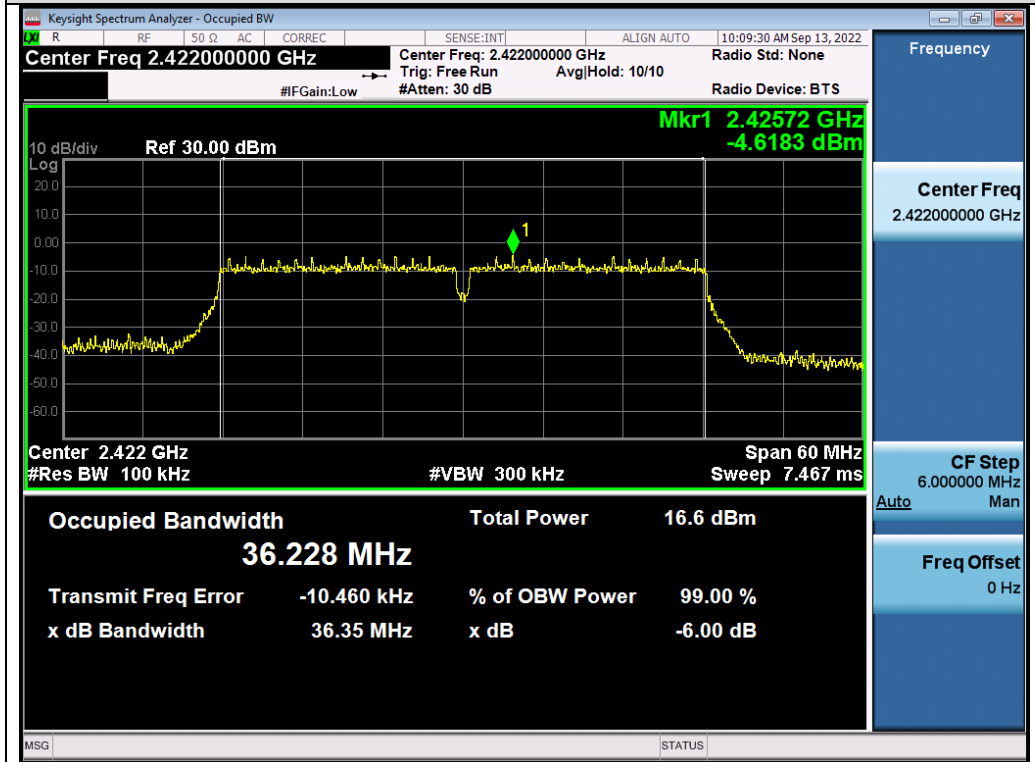 Keysight Spectrum Analyzer - Occupied BW
LXI R RF 50 Ω AC CORREC SENSE:INT ALIGN AUTO 10:09:30 AM Sep 13, 2022
Center Freq 2.422000000 GHz
Center Freq: 2.422000000 GHz
Radio Std: None
Trig: Free Run Avg|Hold: 10/10
#IFGain:Low
#Atten: 30 dB
Radio Device: BTS
Mkr1 2.42572 GHz
-4.6183 dBm
10 dB/div Ref 30.00 dBm
Log
20.0
10.0
0.00
-10.0
-20.0
-30.0
-40.0
-50.0
-60.0
1
Center 2.422 GHz Span 60 MHz
#Res BW 100 kHz #VBW 300 kHz Sweep 7.467 ms
Occupied Bandwidth Total Power 16.6 dBm
36.228 MHz
Transmit Freq Error -10.460 kHz % of OBW Power 99.00 %
x dB Bandwidth 36.35 MHz x dB -6.00 dB
Frequency
Center Freq
2.422000000 GHz
CF Step
6.000000 MHz
Auto Man
Freq Offset
0 Hz
MSG STATUS